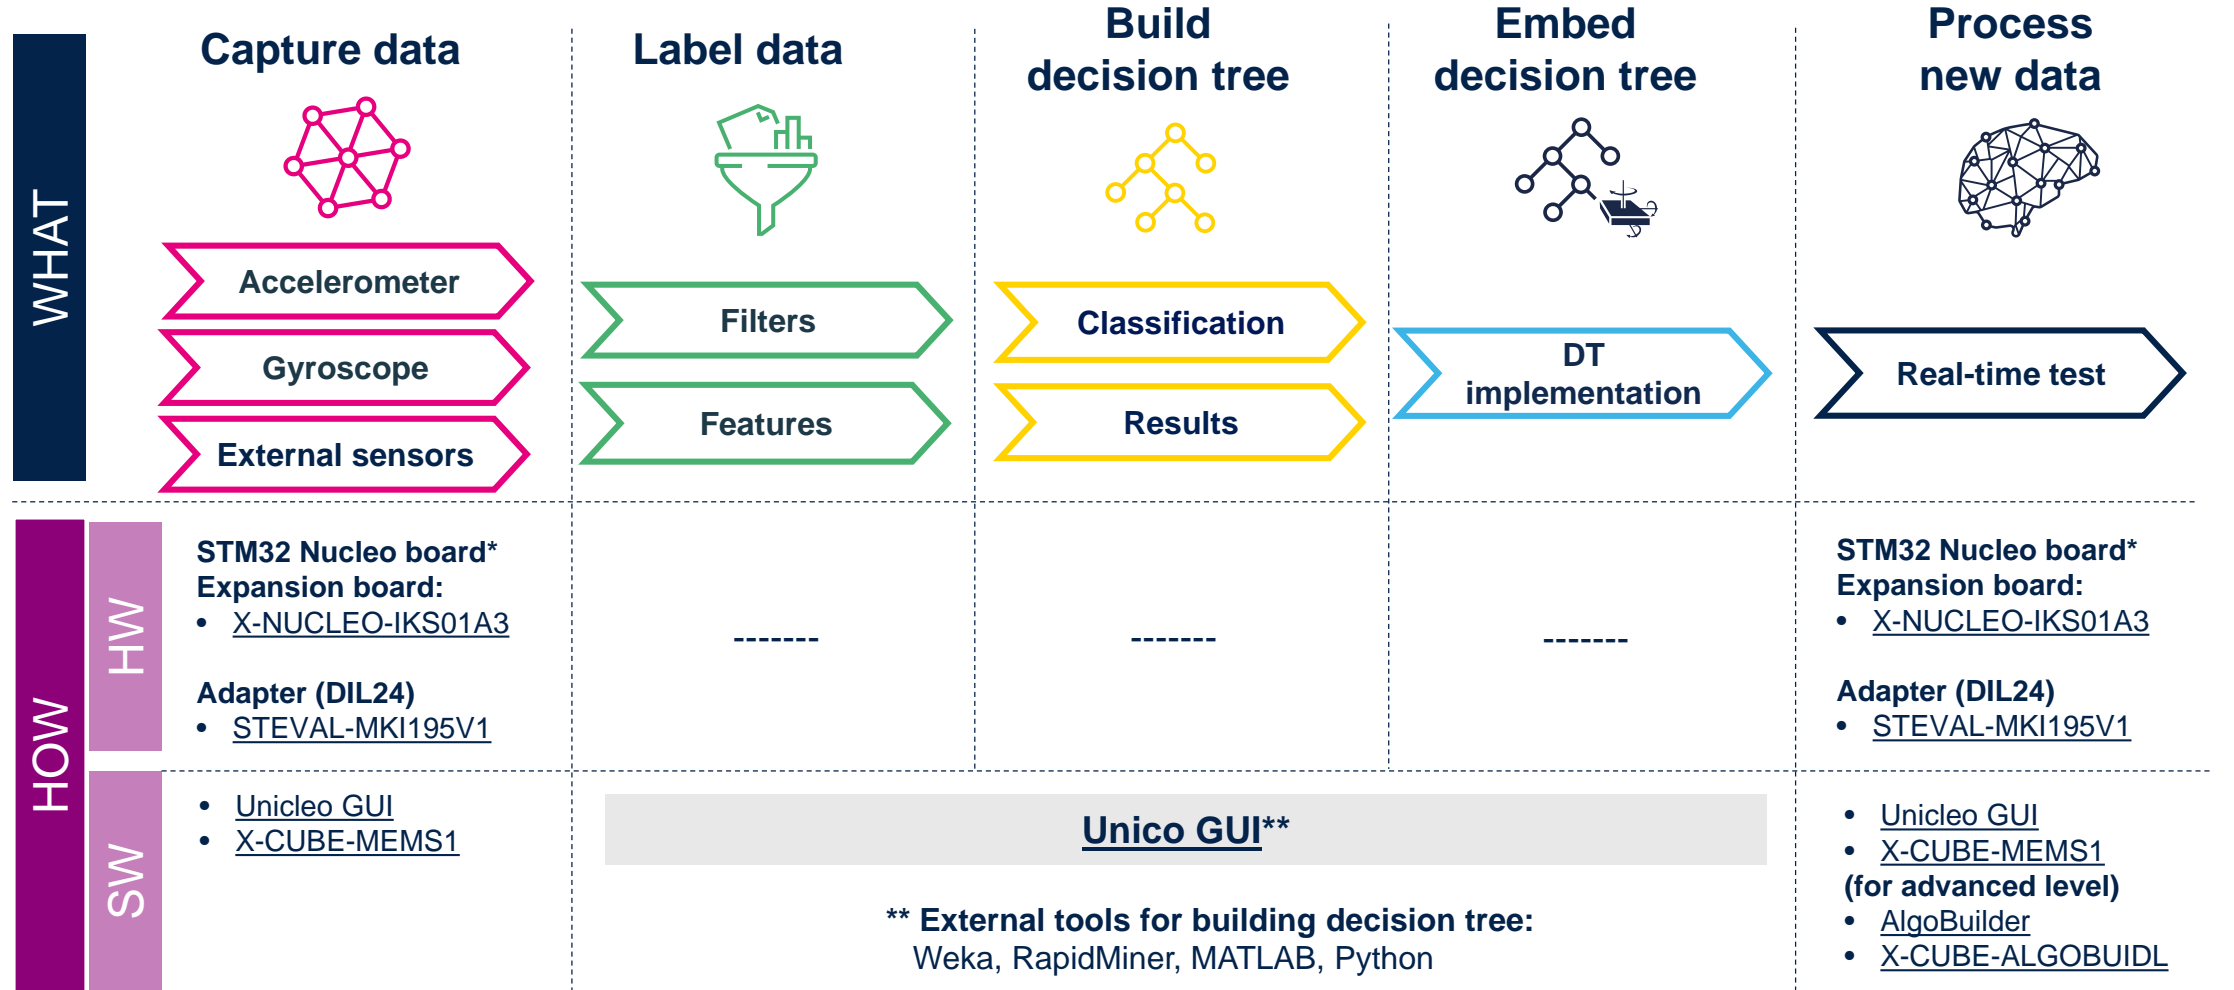 WHAT
Capture data
Accelerometer
Gyroscope
External sensors
Label data
Filters
Features
Build
decision tree
Classification
Results
Embed
decision tree
DT
implementation
Process
new data
Real-time test
HOW
HW
STM32 Nucleo board*
Expansion board:
• X-NUCLEO-IKS01A3
Adapter (DIL24)
• STEVAL-MKI195V1
-------
-------
-------
STM32 Nucleo board*
Expansion board:
• X-NUCLEO-IKS01A3
Adapter (DIL24)
• STEVAL-MKI195V1
SW
• Unicleo GUI
• X-CUBE-MEMS1
Unico GUI**
** External tools for building decision tree:
Weka, RapidMiner, MATLAB, Python
• Unicleo GUI
• X-CUBE-MEMS1
(for advanced level)
• AlgoBuilder
• X-CUBE-ALGOBUIDL